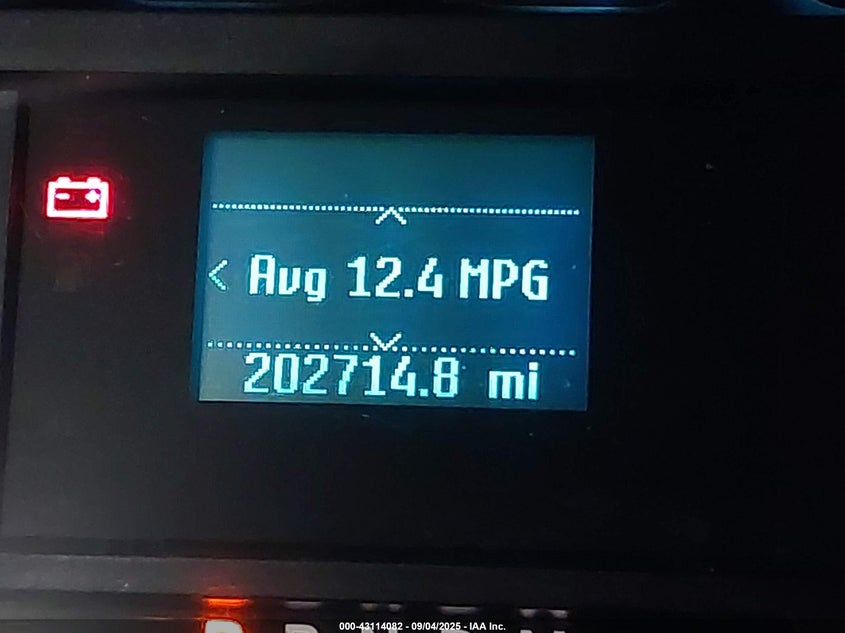 < Avg 12.4 MPG
202714.8 mi
000-43114082 - 09/04/2025 - IAA Inc.